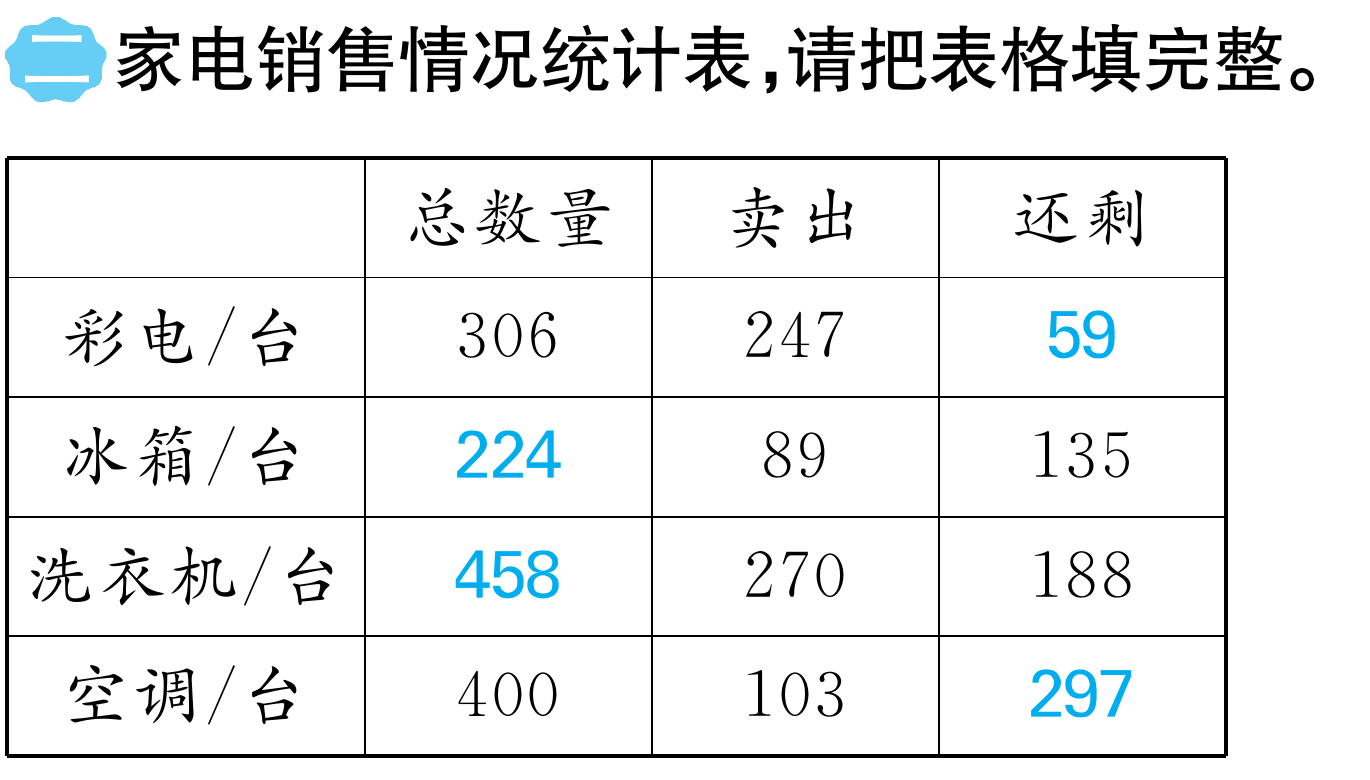 二 家电销售情况统计表,请把表格填完整。
总数量 卖出 还剩
彩电/台 306 247 59
冰箱/台 224 89 135
洗衣机/台 458 270 188
空调/台 400 103 297